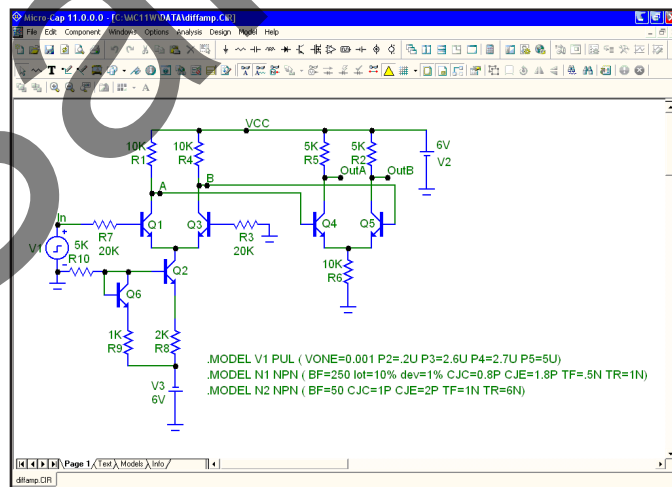 Micro-Cap 11.0.0.0 - [C:\MC11W\DATA\diffamp.CIR]
File Edit Component Windows Options Analysis Design Model Help
VCC
10K
R1
10K
R4
5K
R5
5K
R2
6V
V2
OutA
OutB
A
B
In
R7
20K
Q1
Q3
R3
20K
Q4
Q5
V1
5K
R10
Q2
10K
R6
Q6
1K
R9
2K
R8
.MODEL V1 PUL ( VONE=0.001 P2=.2U P3=2.6U P4=2.7U P5=5U)
.MODEL N1 NPN ( BF=250 lot=10% dev=1% CJC=0.8P CJE=1.8P TF=.5N TR=1N)
.MODEL N2 NPN ( BF=50 CJC=1P CJE=2P TF=1N TR=6N)
V3
6V
Page 1 Text Models Info
diffamp.CIR